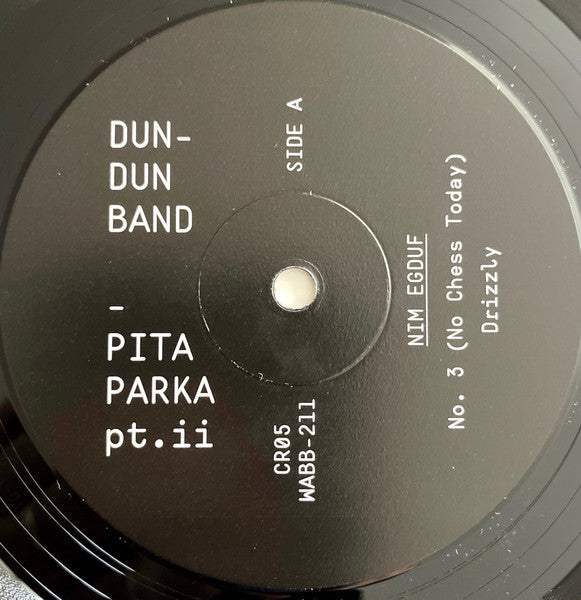 DUN-
DUN
BAND
-
PITA
PARKA
pt.ii
SIDE A
CR05
WABB-211
NIM EGDUF
No. 3 (No Chess Today)
Drizzly